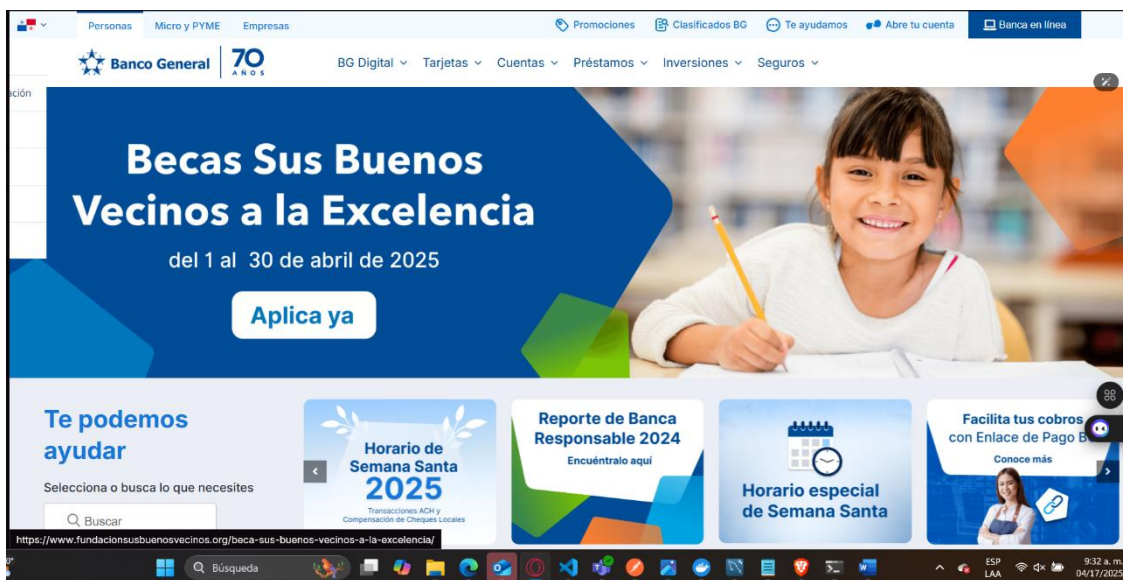 Personas Micro y PYME Empresas Promociones Clasificados BG Te ayudamos Abre tu cuenta Banca en línea
Banco General 70 AÑOS BG Digital Tarjetas Cuentas Préstamos Inversiones Seguros
ación
Becas Sus Buenos
Vecinos a la Excelencia
del 1 al 30 de abril de 2025
Aplica ya
Te podemos
ayudar
Selecciona o busca lo que necesites
Buscar
Horario de
Semana Santa
2025
Transacciones ACH y
Compensación de Cheques Locales
Reporte de Banca
Responsable 2024
Encuéntralo aquí
Horario especial
de Semana Santa
Facilita tus cobros
con Enlace de Pago B
Conoce más
https://www.fundacionsusbuenosvecinos.org/beca-sus-buenos-vecinos-a-la-excelencia/
Búsqueda
ESP
LAA
9:32 a. m.
04/17/2025